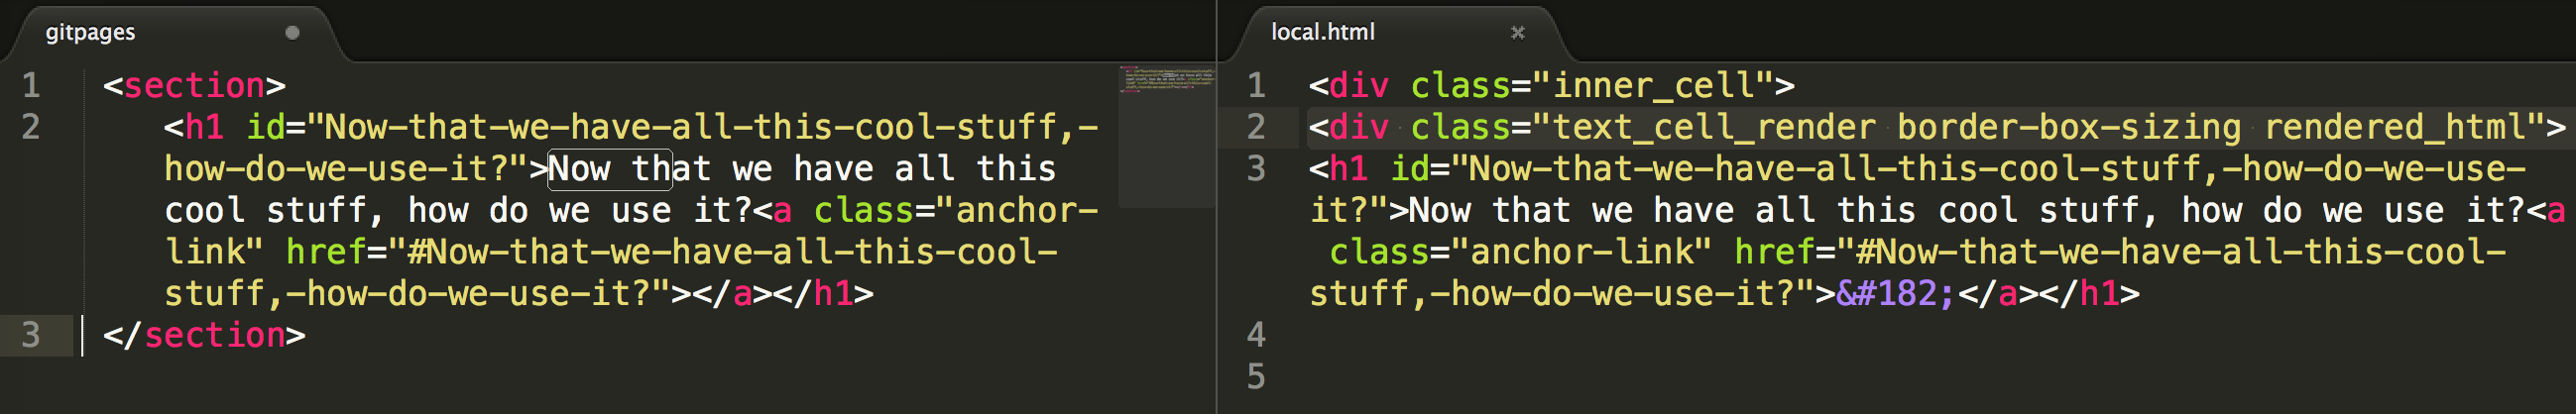 gitpages
1 <section>
2 <h1 id="Now-that-we-have-all-this-cool-stuff,-
how-do-we-use-it?">Now that we have all this
cool stuff, how do we use it?<a class="anchor-
link" href="#Now-that-we-have-all-this-cool-
stuff,-how-do-we-use-it?"></a></h1>
3 </section>
local.html
1 <div class="inner_cell">
2 <div class="text_cell_render border-box-sizing rendered_html">
3 <h1 id="Now-that-we-have-all-this-cool-stuff,-how-do-we-use-
it?">Now that we have all this cool stuff, how do we use it?<a
class="anchor-link" href="#Now-that-we-have-all-this-cool-
stuff,-how-do-we-use-it?">&#182;</a></h1>
4
5